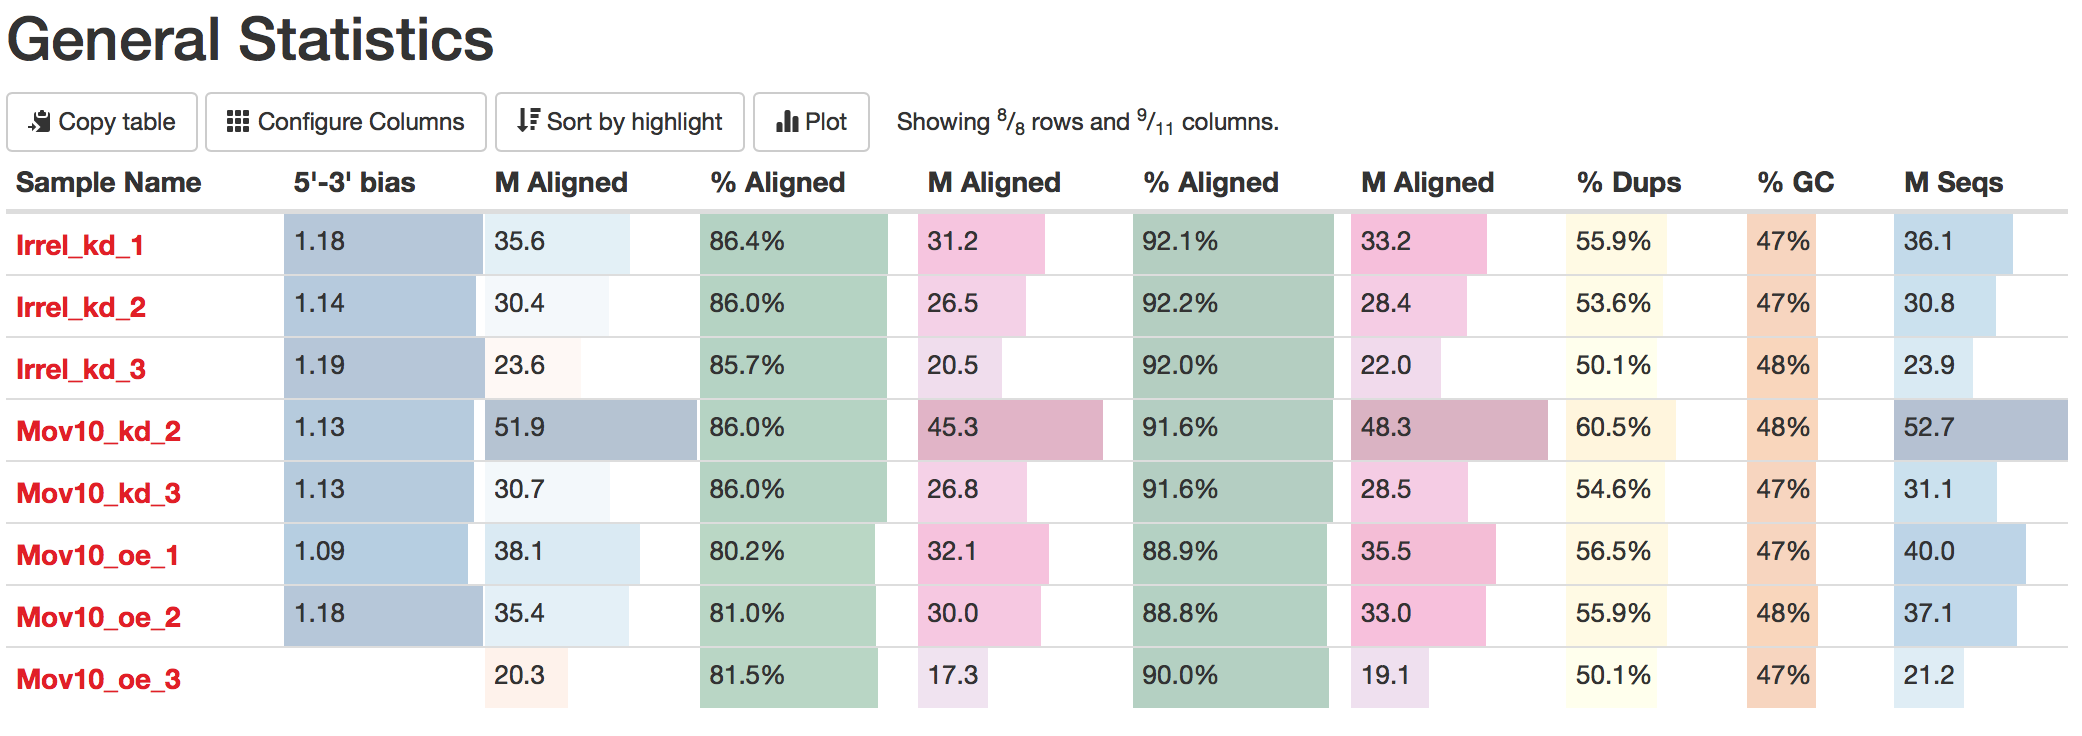 General Statistics
Copy table Configure Columns Sort by highlight Plot Showing 8/8 rows and 9/11 columns.
Sample Name 5'-3' bias M Aligned % Aligned M Aligned % Aligned M Aligned % Dups % GC M Seqs
Irrel_kd_1 1.18 35.6 86.4% 31.2 92.1% 33.2 55.9% 47% 36.1
Irrel_kd_2 1.14 30.4 86.0% 26.5 92.2% 28.4 53.6% 47% 30.8
Irrel_kd_3 1.19 23.6 85.7% 20.5 92.0% 22.0 50.1% 48% 23.9
Mov10_kd_2 1.13 51.9 86.0% 45.3 91.6% 48.3 60.5% 48% 52.7
Mov10_kd_3 1.13 30.7 86.0% 26.8 91.6% 28.5 54.6% 47% 31.1
Mov10_oe_1 1.09 38.1 80.2% 32.1 88.9% 35.5 56.5% 47% 40.0
Mov10_oe_2 1.18 35.4 81.0% 30.0 88.8% 33.0 55.9% 48% 37.1
Mov10_oe_3 20.3 81.5% 17.3 90.0% 19.1 50.1% 47% 21.2